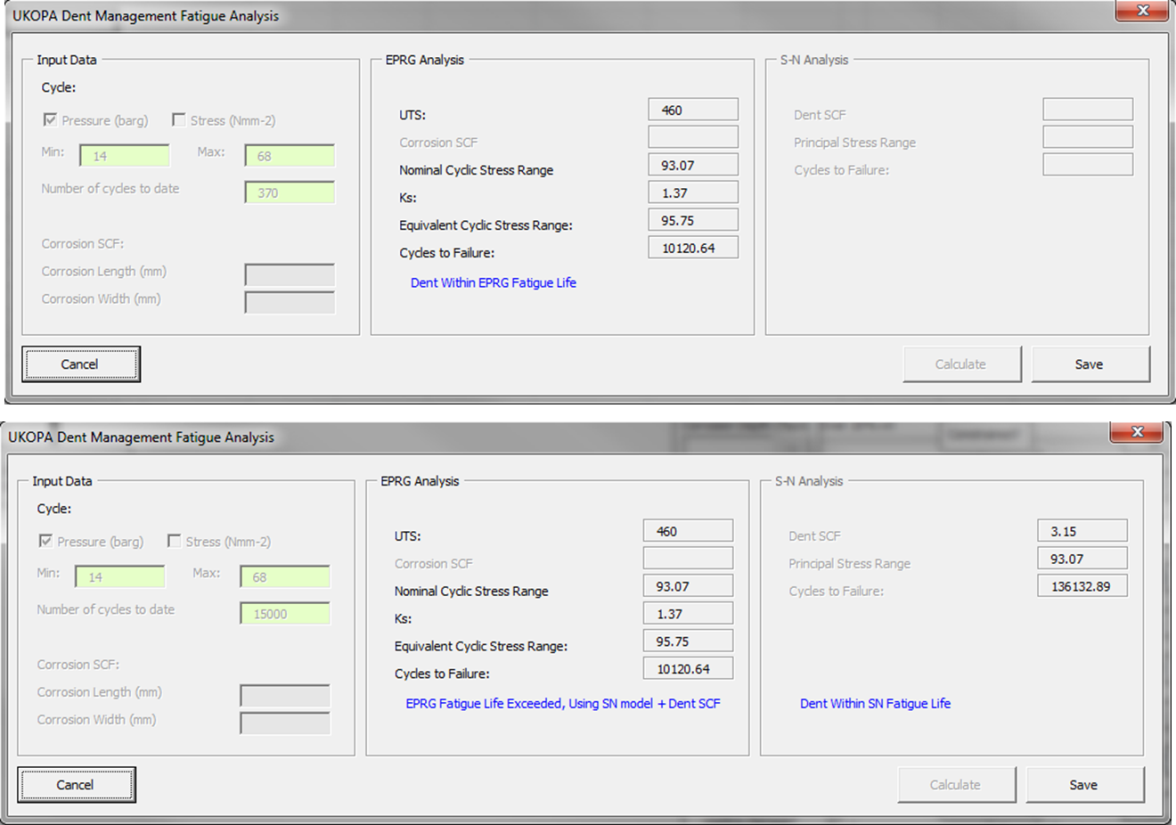 UKOPA Dent Management Fatigue Analysis
Input Data
Cycle:
Pressure (barg) Stress (Nmm-2)
Min: 14 Max: 68
Number of cycles to date 370
Corrosion SCF:
Corrosion Length (mm)
Corrosion Width (mm)
EPRG Analysis
UTS: 460
Corrosion SCF
Nominal Cyclic Stress Range 93.07
Ks: 1.37
Equivalent Cyclic Stress Range: 95.75
Cycles to Failure: 10120.64
Dent Within EPRG Fatigue Life
S-N Analysis
Dent SCF
Principal Stress Range
Cycles to Failure:
Cancel
Calculate
Save
UKOPA Dent Management Fatigue Analysis
Input Data
Cycle:
Pressure (barg) Stress (Nmm-2)
Min: 14 Max: 68
Number of cycles to date 15000
Corrosion SCF:
Corrosion Length (mm)
Corrosion Width (mm)
EPRG Analysis
UTS: 460
Corrosion SCF
Nominal Cyclic Stress Range 93.07
Ks: 1.37
Equivalent Cyclic Stress Range: 95.75
Cycles to Failure: 10120.64
EPRG Fatigue Life Exceeded, Using SN model + Dent SCF
S-N Analysis
Dent SCF 3.15
Principal Stress Range 93.07
Cycles to Failure: 136132.89
Dent Within SN Fatigue Life
Cancel
Calculate
Save